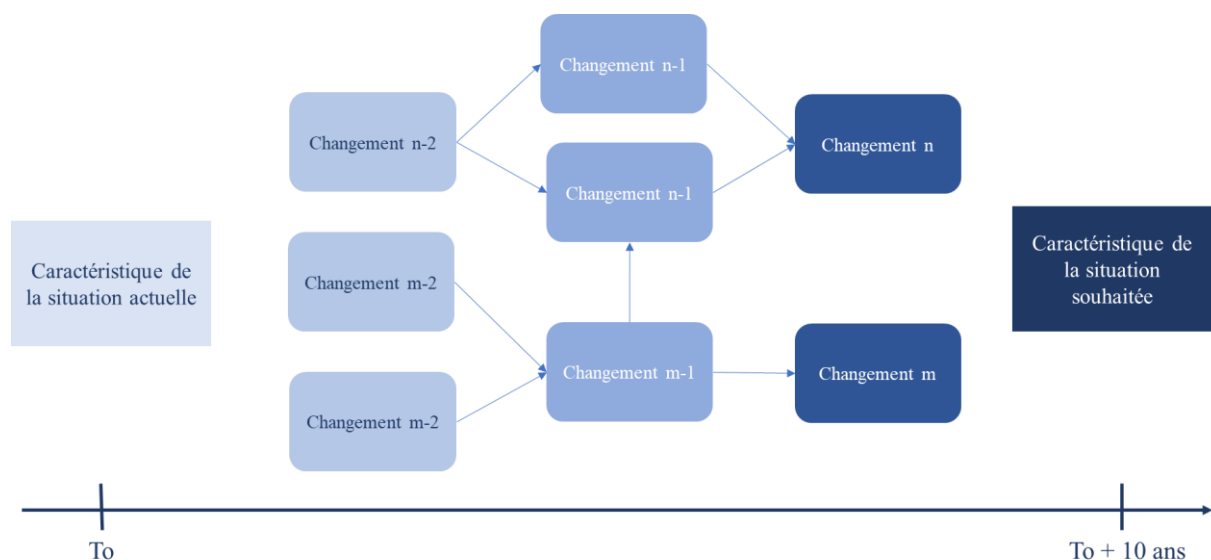 Changement n-1
Changement n-2
Changement n
Changement n-1
Caractéristique de
la situation actuelle
Changement m-2
Caractéristique de
la situation
souhaitée
Changement m-1
Changement m
Changement m-2
To
To + 10 ans